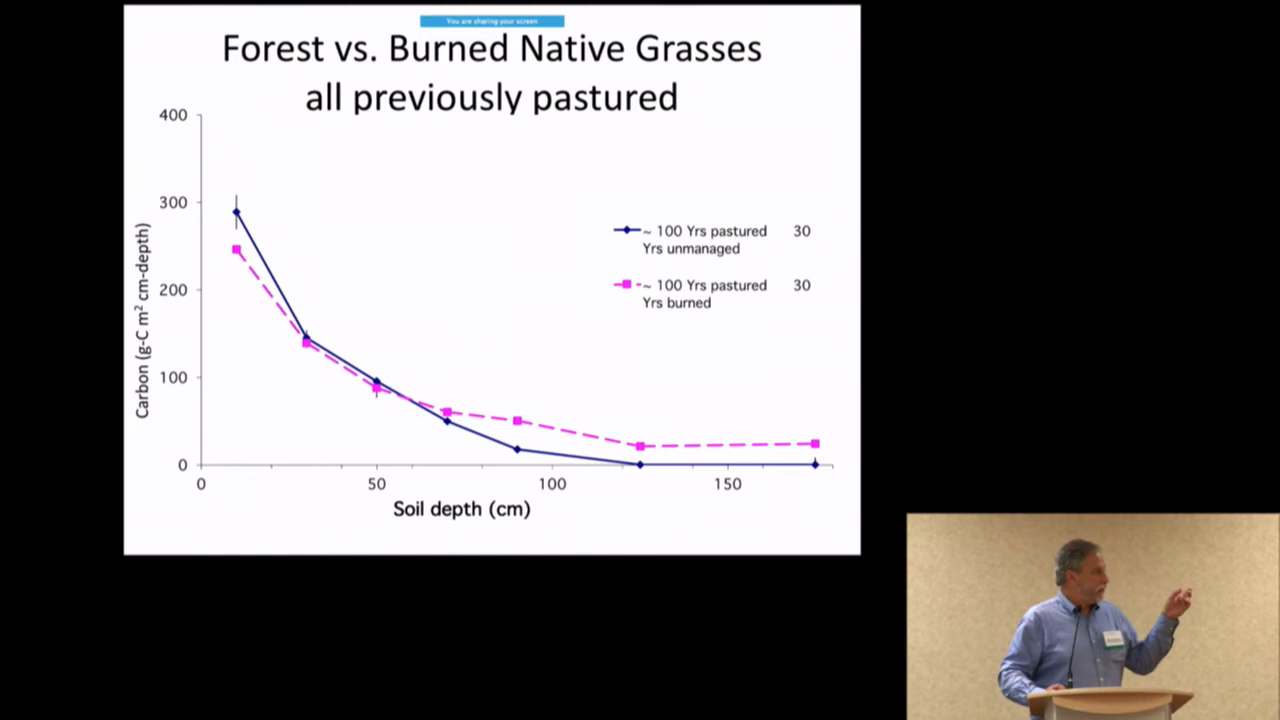 You are sharing your screen
Forest vs. Burned Native Grasses
all previously pastured
400
300
200
100
0
Carbon (g-C m² cm-depth)
~ 100 Yrs pastured 30
Yrs unmanaged
~ 100 Yrs pastured 30
Yrs burned
0 50 100 150
Soil depth (cm)